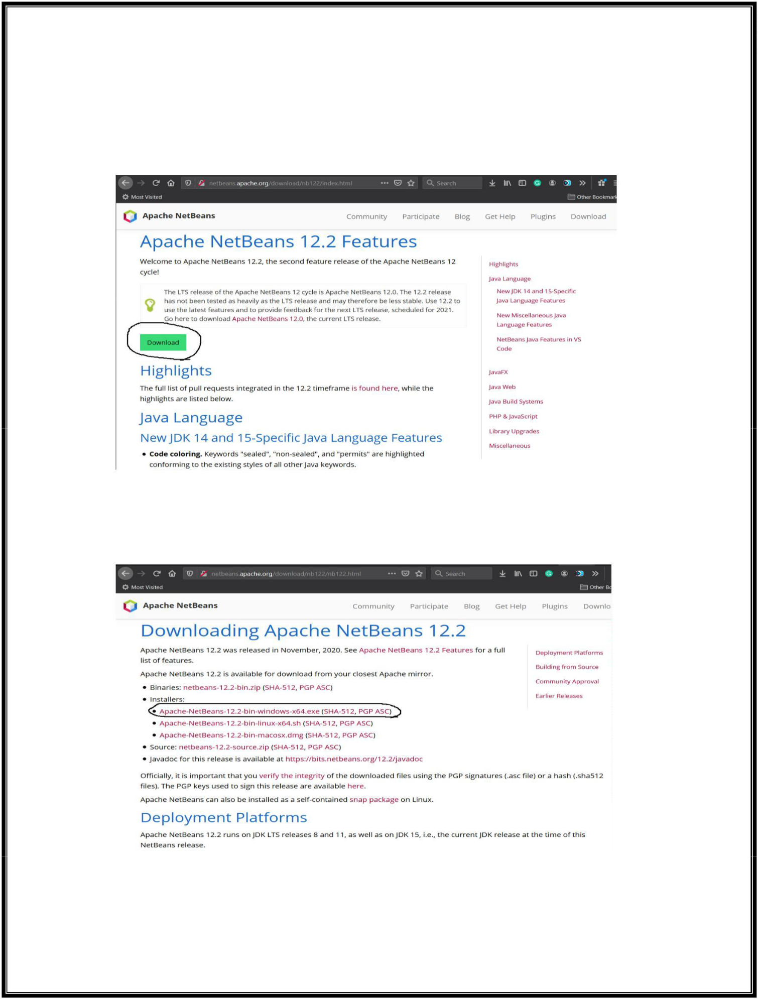 netbeans.apache.org/download/nb122/index.html
Search
Most Visited
Other Bookmark
Apache NetBeans
Community
Participate
Blog
Get Help
Plugins
Download
Apache NetBeans 12.2 Features
Welcome to Apache NetBeans 12.2, the second feature release of the Apache NetBeans 12
cycle!
The LTS release of the Apache NetBeans 12 cycle is Apache NetBeans 12.0. The 12.2 release
has not been tested as heavily as the LTS release and may therefore be less stable. Use 12.2 to
use the latest features and to provide feedback for the next LTS release, scheduled for 2021.
Go here to download Apache NetBeans 12.0, the current LTS release.
Download
Highlights
The full list of pull requests integrated in the 12.2 timeframe is found here, while the
highlights are listed below.
Java Language
New JDK 14 and 15-Specific Java Language Features
• Code coloring. Keywords "sealed", "non-sealed", and "permits" are highlighted
conforming to the existing styles of all other Java keywords.
Highlights
Java Language
New JDK 14 and 15-Specific
Java Language Features
New Miscellaneous Java
Language Features
NetBeans Java Features in VS
Code
JavaFX
Java Web
Java Build Systems
PHP & JavaScript
Library Upgrades
Miscellaneous
netbeans.apache.org/download/nb122/nb122.html
Search
Most Visited
Other Bo
Apache NetBeans
Community
Participate
Blog
Get Help
Plugins
Downlo
Downloading Apache NetBeans 12.2
Apache NetBeans 12.2 was released in November, 2020. See Apache NetBeans 12.2 Features for a full
list of features.
Apache NetBeans 12.2 is available for download from your closest Apache mirror.
• Binaries: netbeans-12.2-bin.zip (SHA-512, PGP ASC)
• Installers:
• Apache-NetBeans-12.2-bin-windows-x64.exe (SHA-512, PGP ASC)
• Apache-NetBeans-12.2-bin-linux-x64.sh (SHA-512, PGP ASC)
• Apache-NetBeans-12.2-bin-macosx.dmg (SHA-512, PGP ASC)
• Source: netbeans-12.2-source.zip (SHA-512, PGP ASC)
• Javadoc for this release is available at https://bits.netbeans.org/12.2/javadoc
Officially, it is important that you verify the integrity of the downloaded files using the PGP signatures (.asc file) or a hash (.sha512
files). The PGP keys used to sign this release are available here.
Apache NetBeans can also be installed as a self-contained snap package on Linux.
Deployment Platforms
Apache NetBeans 12.2 runs on JDK LTS releases 8 and 11, as well as on JDK 15, i.e., the current JDK release at the time of this
NetBeans release.
Deployment Platforms
Building from Source
Community Approval
Earlier Releases